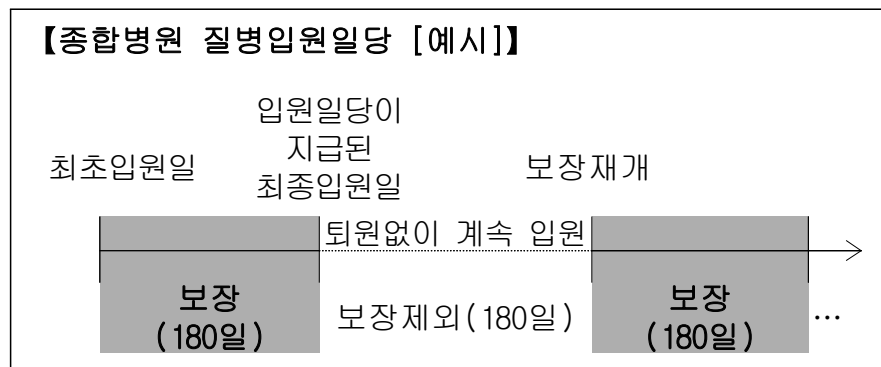 【종합병원 질병입원일당 [예시]】
입원일당이
지급된
최초입원일 최종입원일 보장재개
퇴원없이 계속 입원
보장 보장
(180일) 보장제외(180일) (180일) …